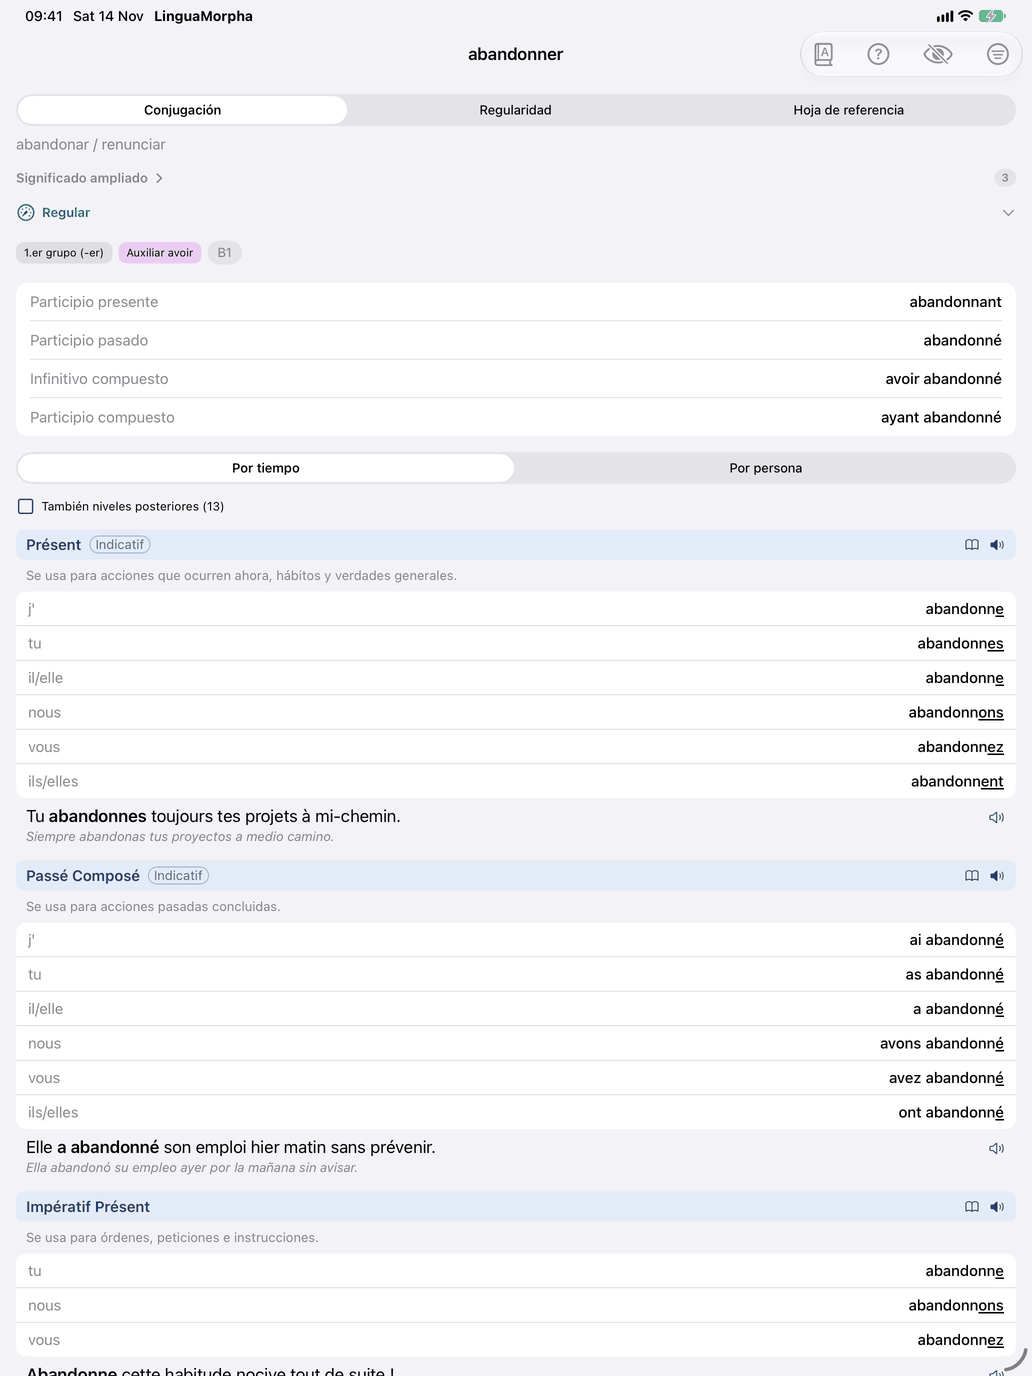 09:41 Sat 14 Nov LinguaMorpha
abandonner
Conjugación Regularidad Hoja de referencia
abandonar / renunciar
Significado ampliado 3
Regular
1.er grupo (-er) Auxiliar avoir B1
Participio presente abandonnant
Participio pasado abandonné
Infinitivo compuesto avoir abandonné
Participio compuesto ayant abandonné
Por tiempo Por persona
También niveles posteriores (13)
Présent Indicatif
Se usa para acciones que ocurren ahora, hábitos y verdades generales.
j' abandonne
tu abandonnes
il/elle abandonne
nous abandonnons
vous abandonnez
ils/elles abandonnent
Tu abandonnes toujours tes projets à mi-chemin.
Siempre abandonas tus proyectos a medio camino.
Passé Composé Indicatif
Se usa para acciones pasadas concluidas.
j' ai abandonné
tu as abandonné
il/elle a abandonné
nous avons abandonné
vous avez abandonné
ils/elles ont abandonné
Elle a abandonné son emploi hier matin sans prévenir.
Ella abandonó su empleo ayer por la mañana sin avisar.
Impératif Présent
Se usa para órdenes, peticiones e instrucciones.
tu abandonne
nous abandonnons
vous abandonnez
Abandonne cette habitude nocive tout de suite !